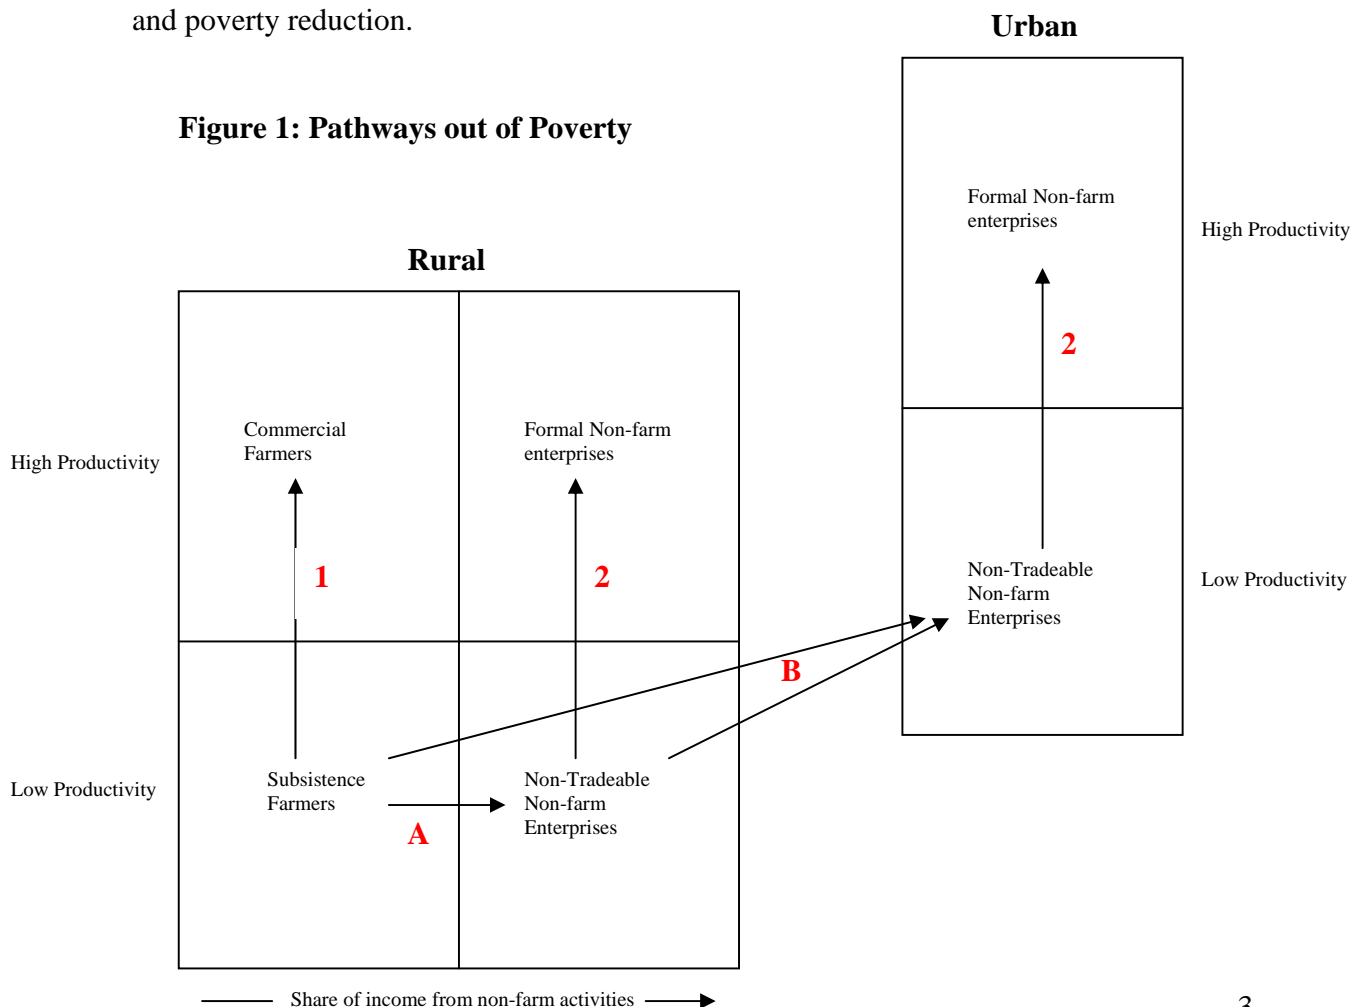 and poverty reduction.
Urban
Figure 1: Pathways out of Poverty
Formal Non-farm
enterprises
High Productivity
Rural
2
Commercial
Farmers
Formal Non-farm
enterprises
High Productivity
1
2
Non-Tradeable
Non-farm
Enterprises
Low Productivity
B
Subsistence
Farmers
Non-Tradeable
Non-farm
Enterprises
Low Productivity
A
Share of income from non-farm activities
3